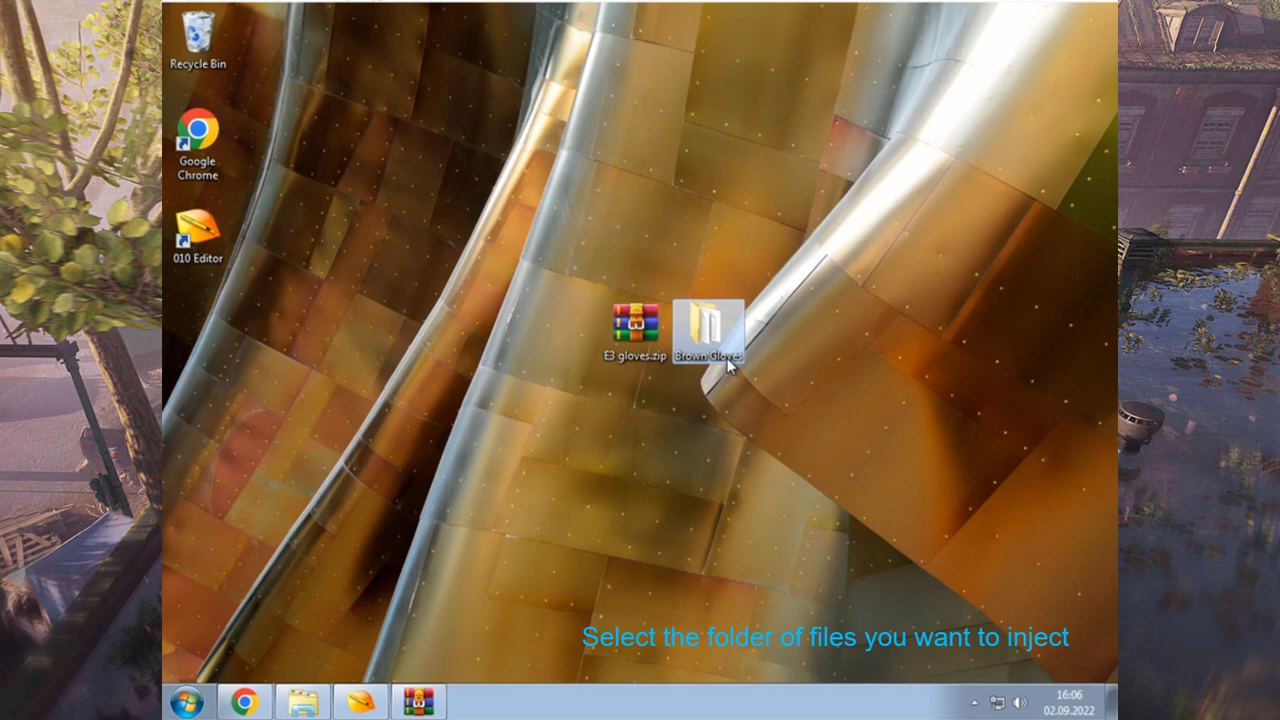 Recycle Bin
Google
Chrome
010 Editor
E3 gloves.zip
Brown Gloves
Select the folder of files you want to inject
16:06
02.09.2022